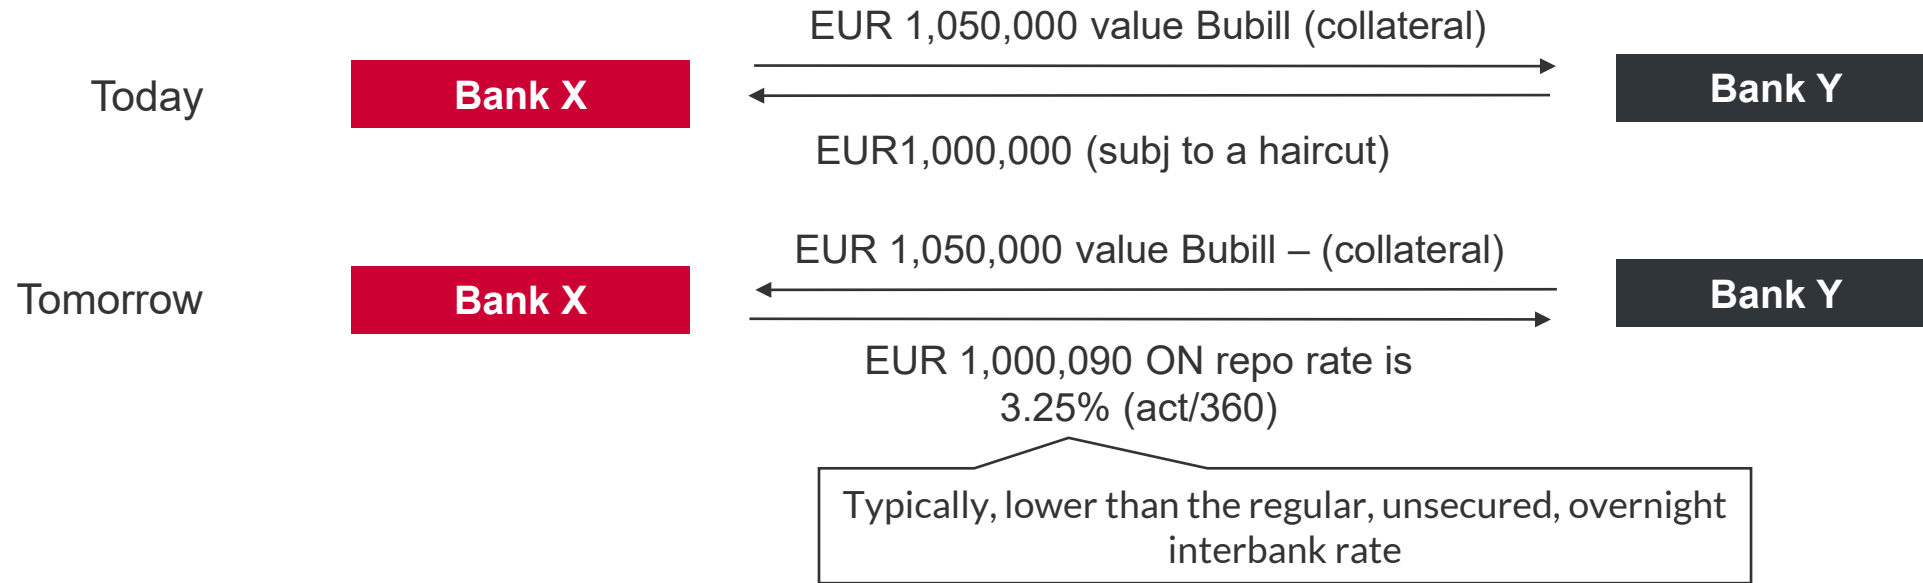 EUR 1,050,000 value Bubill (collateral)
Today
Bank X
Bank Y
EUR1,000,000 (subj to a haircut)
EUR 1,050,000 value Bubill – (collateral)
Tomorrow
Bank X
Bank Y
EUR 1,000,090 ON repo rate is
3.25% (act/360)
Typically, lower than the regular, unsecured, overnight
interbank rate